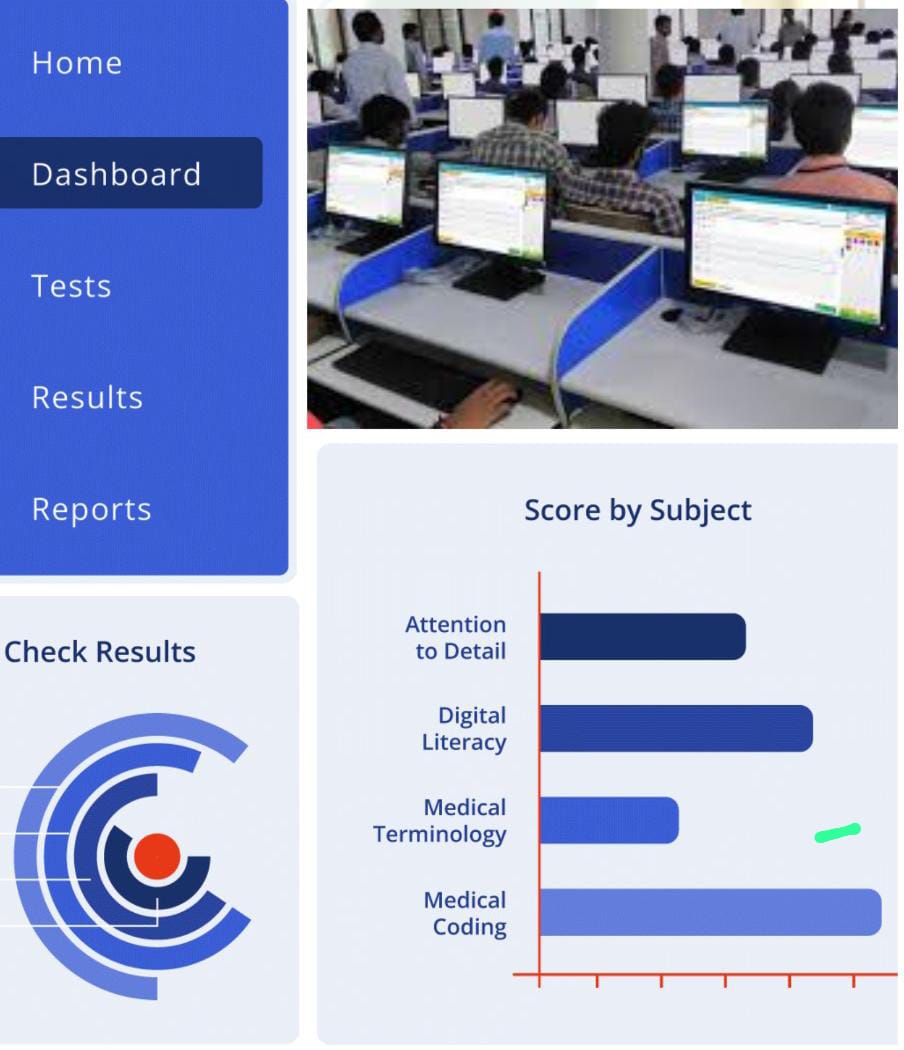 Home
Dashboard
Tests
Results
Reports
Check Results
Score by Subject
Attention
to Detail
Digital
Literacy
Medical
Terminology
Medical
Coding